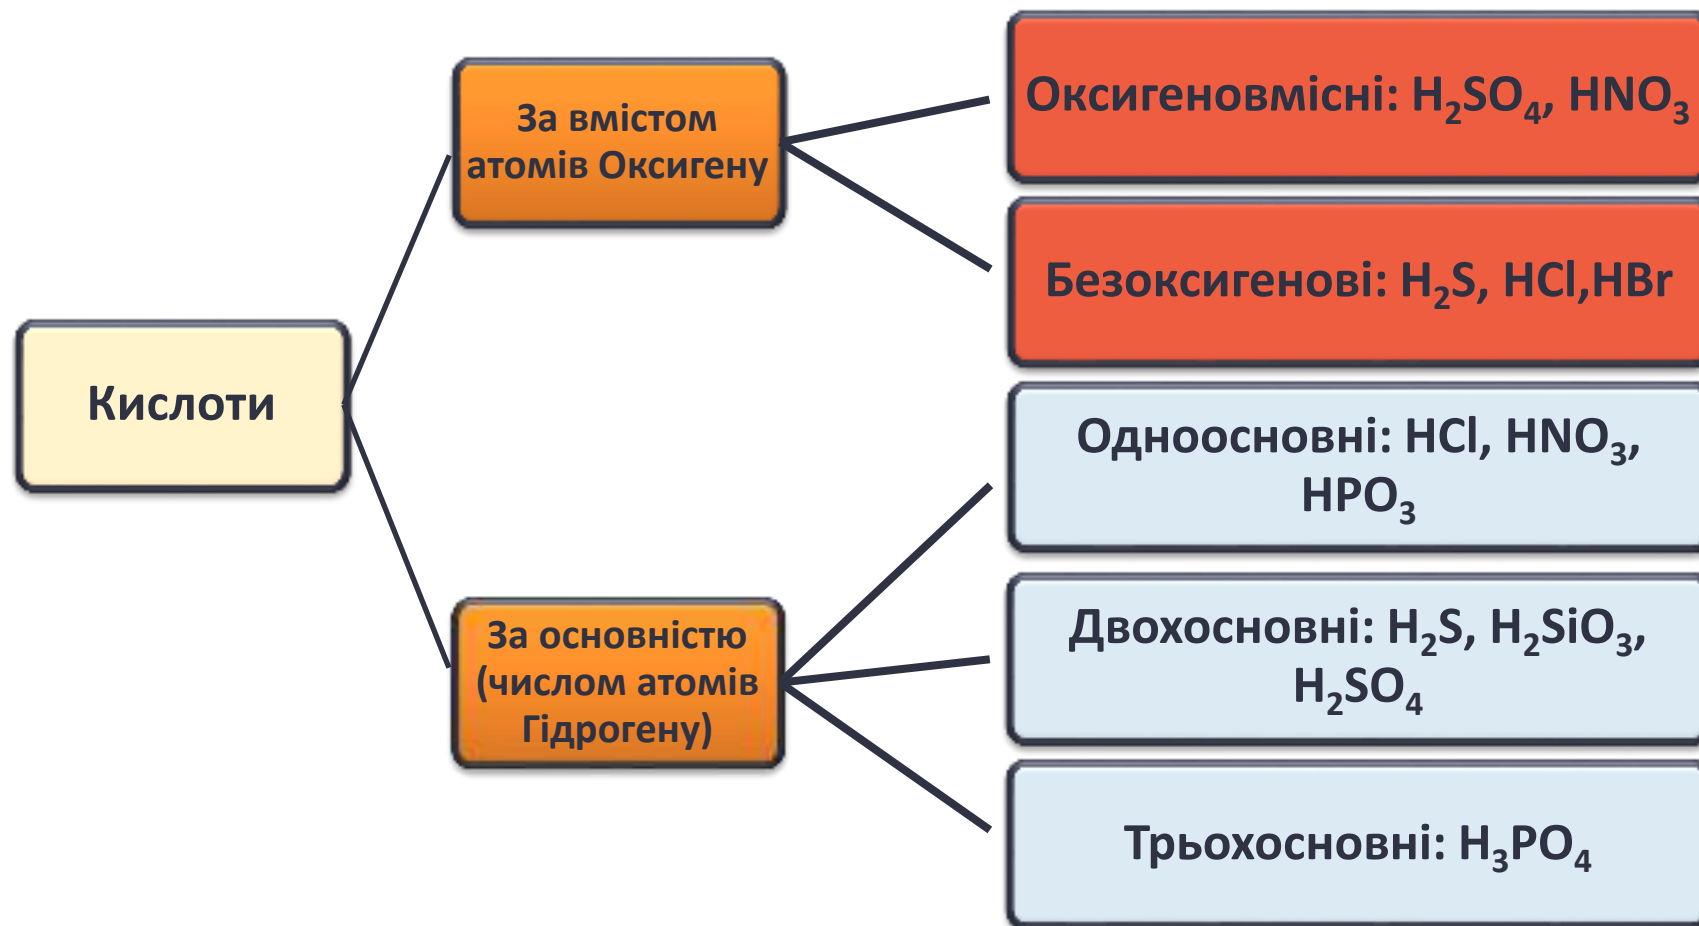 Кислоти
За вмістом
атомів Оксигену
Оксигеновмісні: H₂SO₄, HNO₃
Безоксигенові: H₂S, HCl,HBr
За основністю
(числом атомів
Гідрогену)
Одноосновні: HCl, HNO₃,
HPO₃
Двохосновні: H₂S, H₂SiO₃,
H₂SO₄
Трьохосновні: H₃PO₄